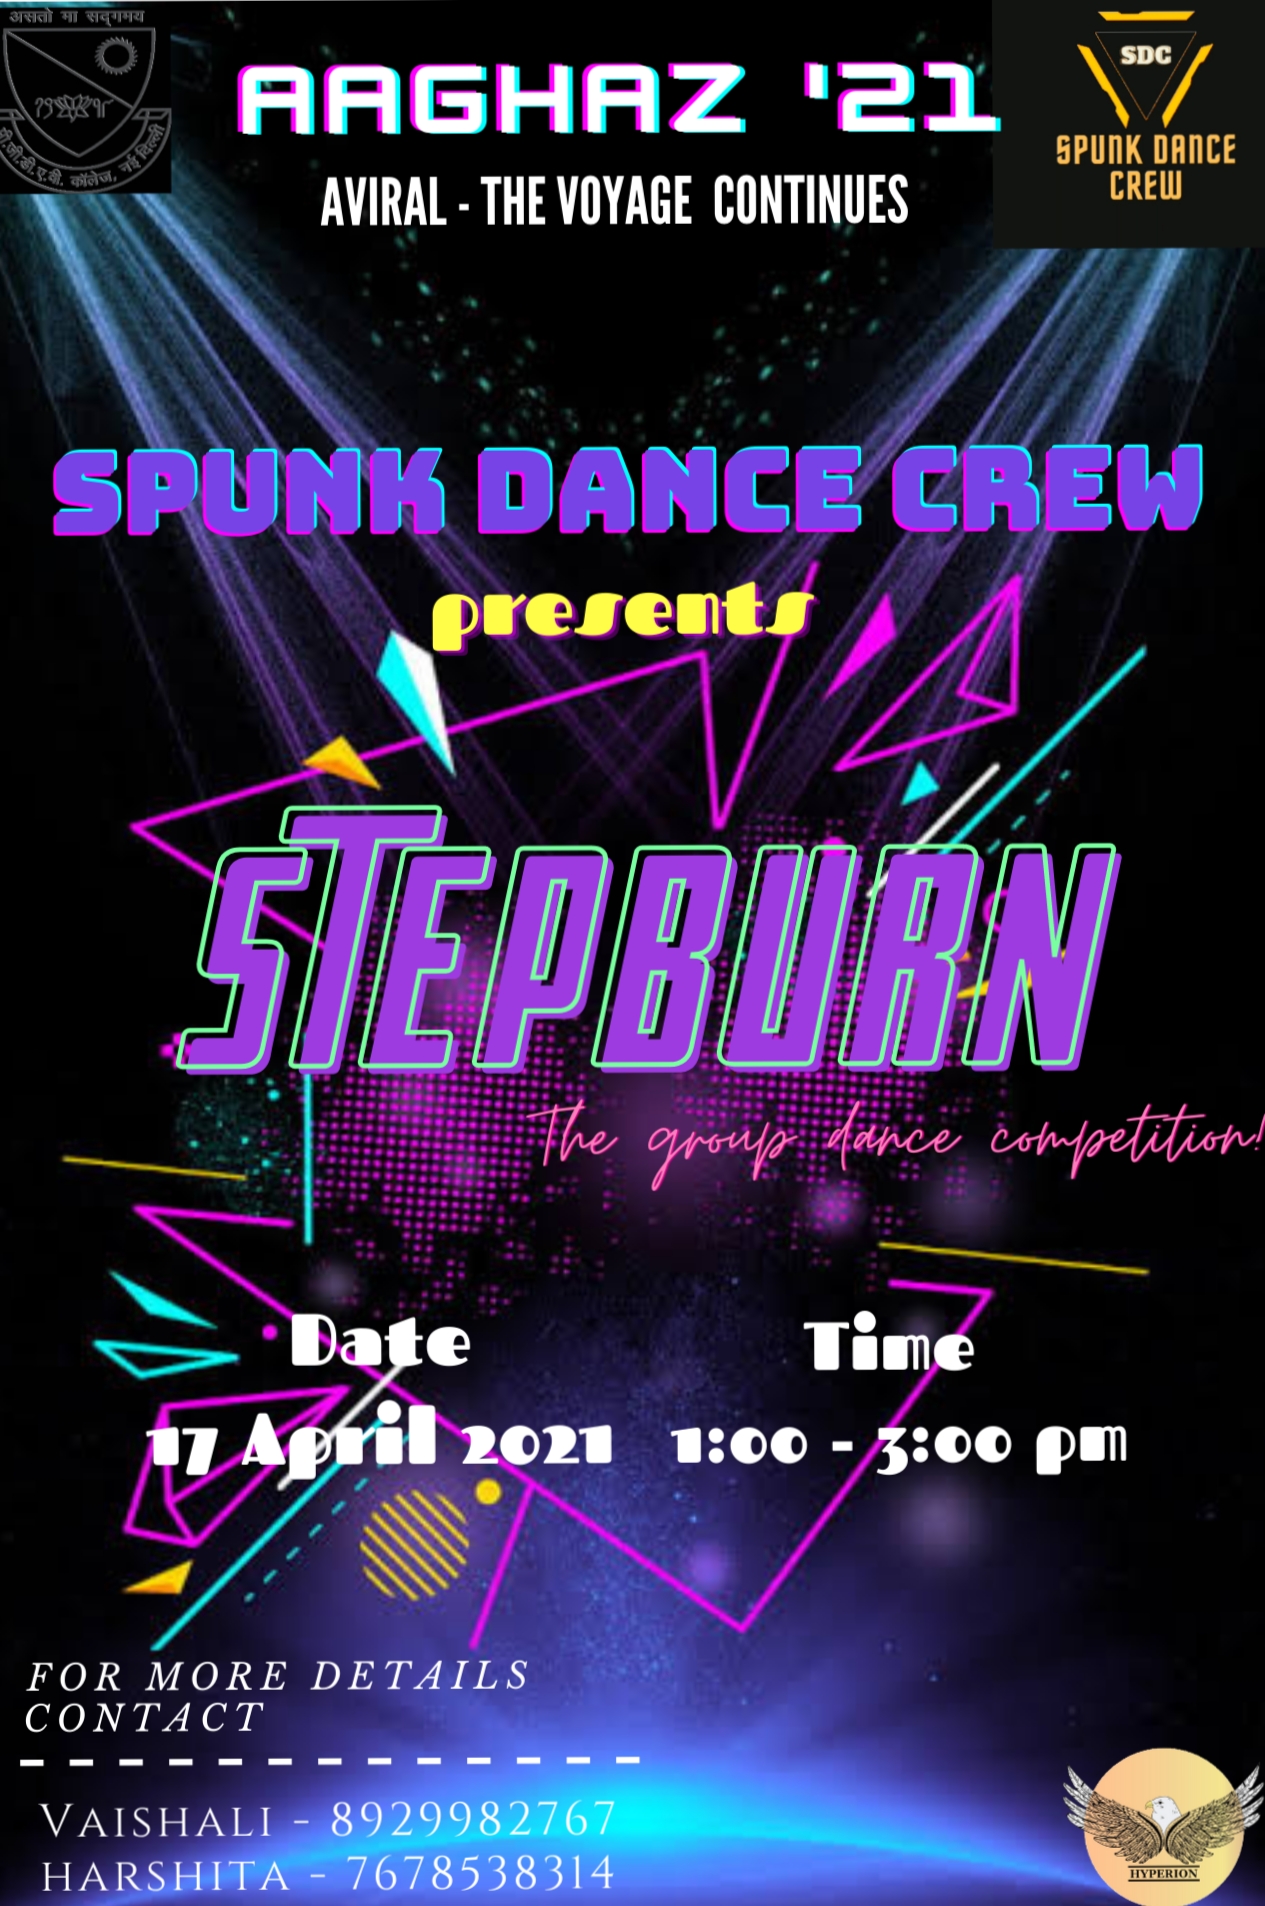 असतो मा सद्गमय
पी.जी.डी.ए.वी. कॉलेज, नई दिल्ली
AAGHAZ '21
AVIRAL - THE VOYAGE CONTINUES
SDC
SPUNK DANCE
CREW
SPUNK DANCE CREW
presents
STEPBURN
The group dance competition!
Date
Time
17 April 2021
1:00 - 3:00 pm
FOR MORE DETAILS
CONTACT
VAISHALI - 8929982767
HARSHITA - 7678538314
HYPERION